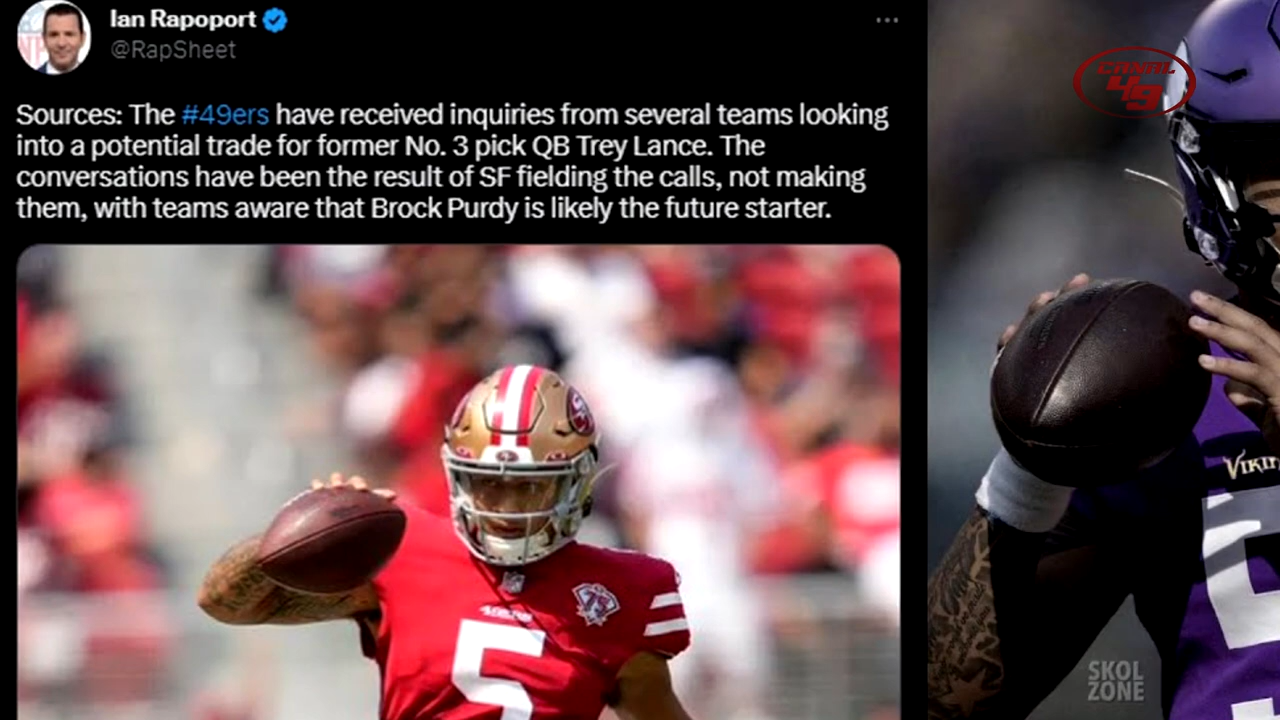 Ian Rapoport
@RapSheet
Sources: The #49ers have received inquiries from several teams looking
into a potential trade for former No. 3 pick QB Trey Lance. The
conversations have been the result of SF fielding the calls, not making
them, with teams aware that Brock Purdy is likely the future starter.
49ERS
5
CANAL
49
SKOL
ZONE